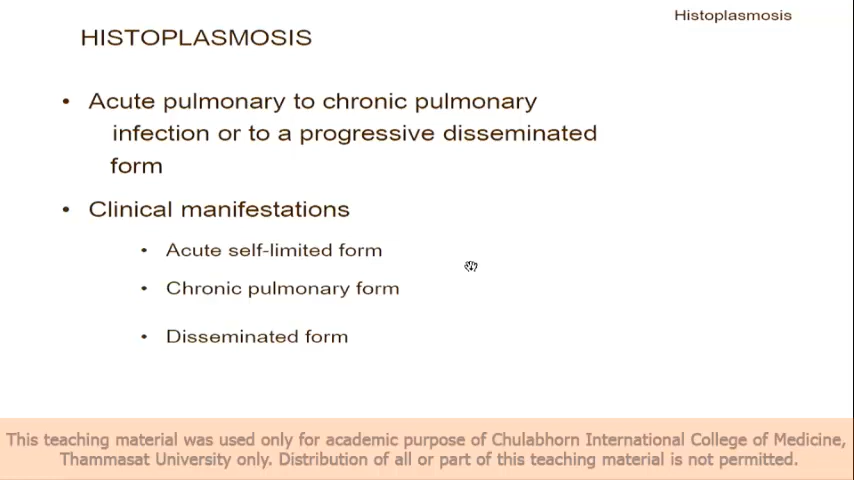 Histoplasmosis
HISTOPLASMOSIS
• Acute pulmonary to chronic pulmonary
infection or to a progressive disseminated
form
• Clinical manifestations
• Acute self-limited form
• Chronic pulmonary form
• Disseminated form
This teaching material was used only for academic purpose of Chulabhorn International College of Medicine,
Thammasat University only. Distribution of all or part of this teaching material is not permitted.